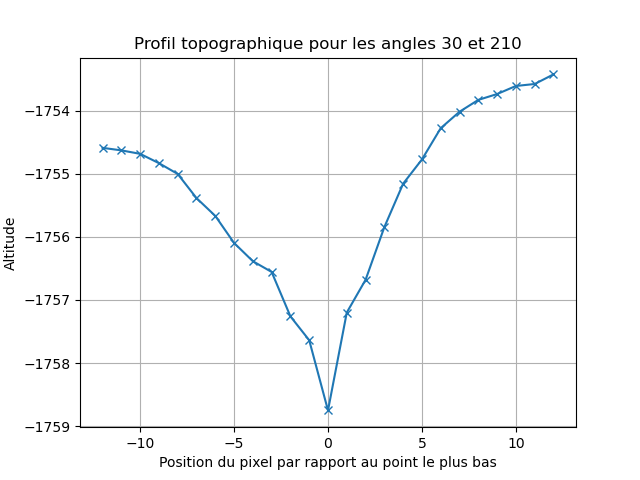 Profil topographique pour les angles 30 et 210
Altitude
−1754
−1755
−1756
−1757
−1758
−1759
−10 −5 0 5 10
Position du pixel par rapport au point le plus bas